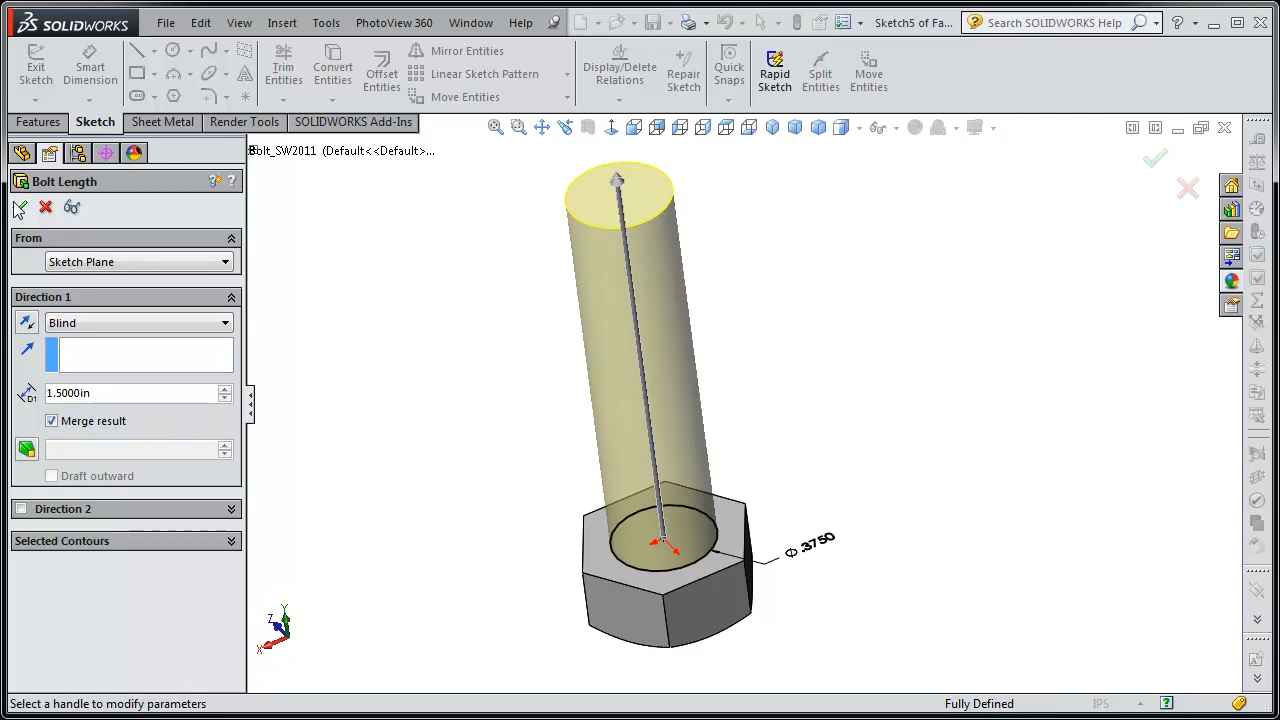 SOLIDWORKS File Edit View Insert Tools PhotoView 360 Window Help Sketch5 of Fa... Search SOLIDWORKS Help
Exit Sketch
Smart Dimension
Trim Entities
Convert Entities
Offset Entities
Mirror Entities
Linear Sketch Pattern
Move Entities
Display/Delete Relations
Repair Sketch
Quick Snaps
Rapid Sketch
Split Entities
Move Entities
Features Sketch Sheet Metal Render Tools SOLIDWORKS Add-Ins
Bolt_SW2011 (Default<<Default>...
Bolt Length
From
Sketch Plane
Direction 1
Blind
D1 1.5000in
Merge result
Draft outward
Direction 2
Selected Contours
Φ .3750
Y
Z
X
Select a handle to modify parameters Fully Defined IPS